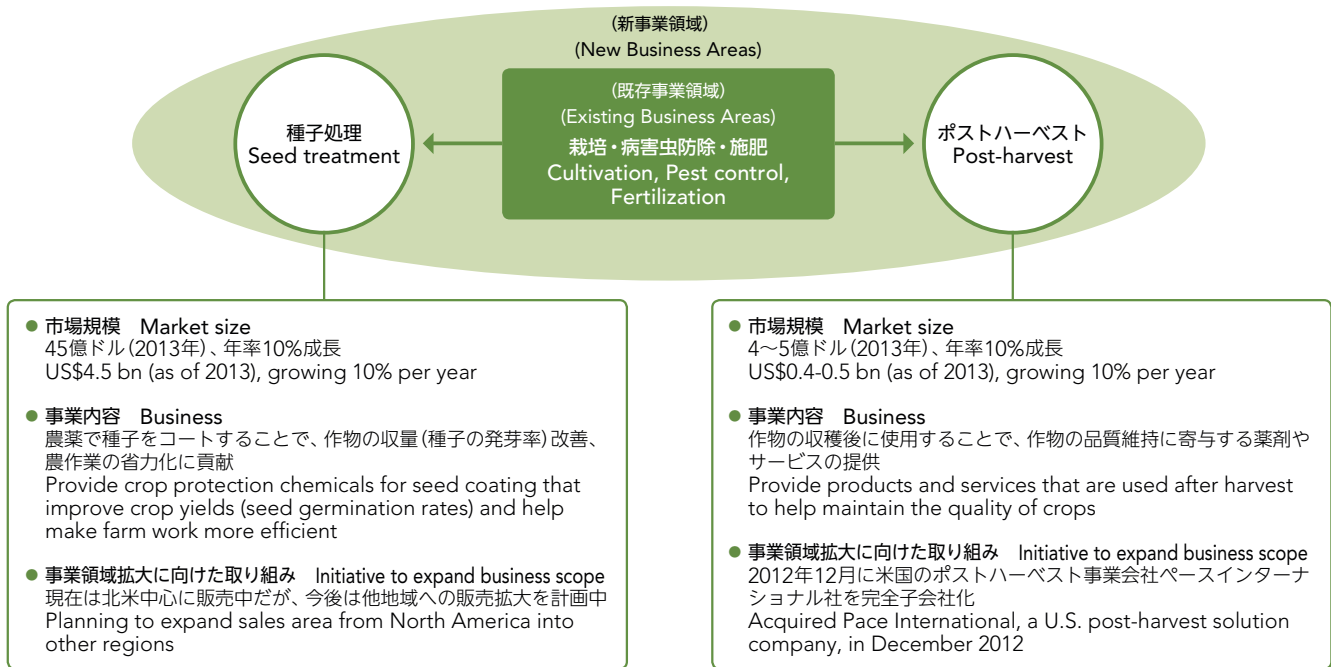 (新事業領域)
(New Business Areas)
(既存事業領域)
(Existing Business Areas)
栽培・病害虫防除・施肥
Cultivation, Pest control,
Fertilization
種子処理
Seed treatment
ポストハーベスト
Post-harvest
● 市場規模 Market size
45億ドル(2013年)、年率10%成長
US$4.5 bn (as of 2013), growing 10% per year
● 事業内容 Business
農薬で種子をコートすることで、作物の収量(種子の発芽率)改善、
農作業の省力化に貢献
Provide crop protection chemicals for seed coating that
improve crop yields (seed germination rates) and help
make farm work more efficient
● 事業領域拡大に向けた取り組み Initiative to expand business scope
現在は北米中心に販売中だが、今後は他地域への販売拡大を計画中
Planning to expand sales area from North America into
other regions
● 市場規模 Market size
4〜5億ドル(2013年)、年率10%成長
US$0.4-0.5 bn (as of 2013), growing 10% per year
● 事業内容 Business
作物の収穫後に使用することで、作物の品質維持に寄与する薬剤や
サービスの提供
Provide products and services that are used after harvest
to help maintain the quality of crops
● 事業領域拡大に向けた取り組み Initiative to expand business scope
2012年12月に米国のポストハーベスト事業会社ペースインターナ
ショナル社を完全子会社化
Acquired Pace International, a U.S. post-harvest solution
company, in December 2012